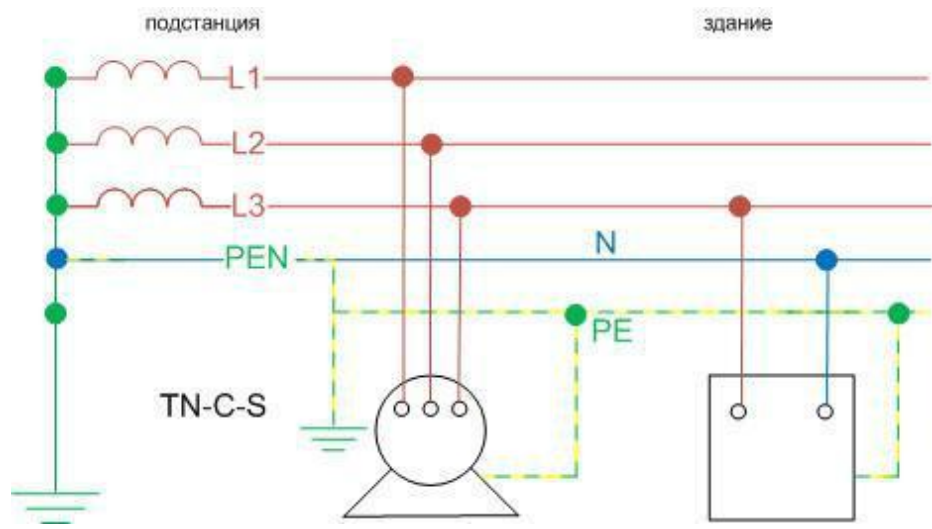 подстанция
здание
L1
L2
L3
PEN
N
PE
TN-C-S